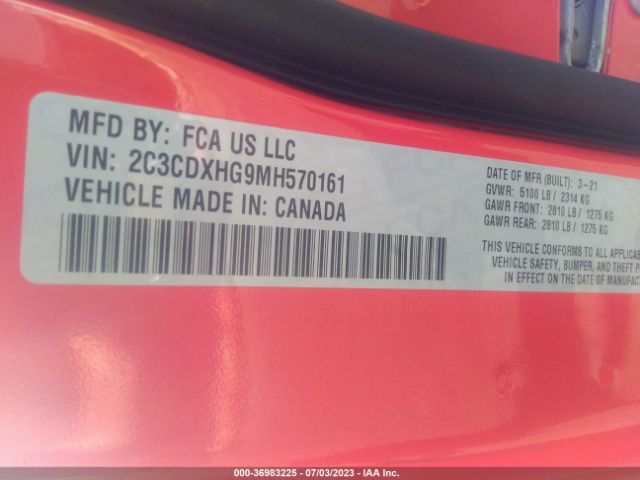 MFD BY: FCA US LLC
VIN: 2C3CDXHG9MH570161
VEHICLE MADE IN: CANADA
DATE OF MFR (BUILT): 3-21
GVWR: 5100 LB / 2314 KG
GAWR FRONT: 2810 LB / 1275 KG
GAWR REAR: 2810 LB / 1275 KG
THIS VEHICLE CONFORMS TO ALL APPLICAB
VEHICLE SAFETY, BUMPER, AND THEFT P
IN EFFECT ON THE DATE OF MANUFAC
000-36983225 - 07/03/2023 - IAA Inc.